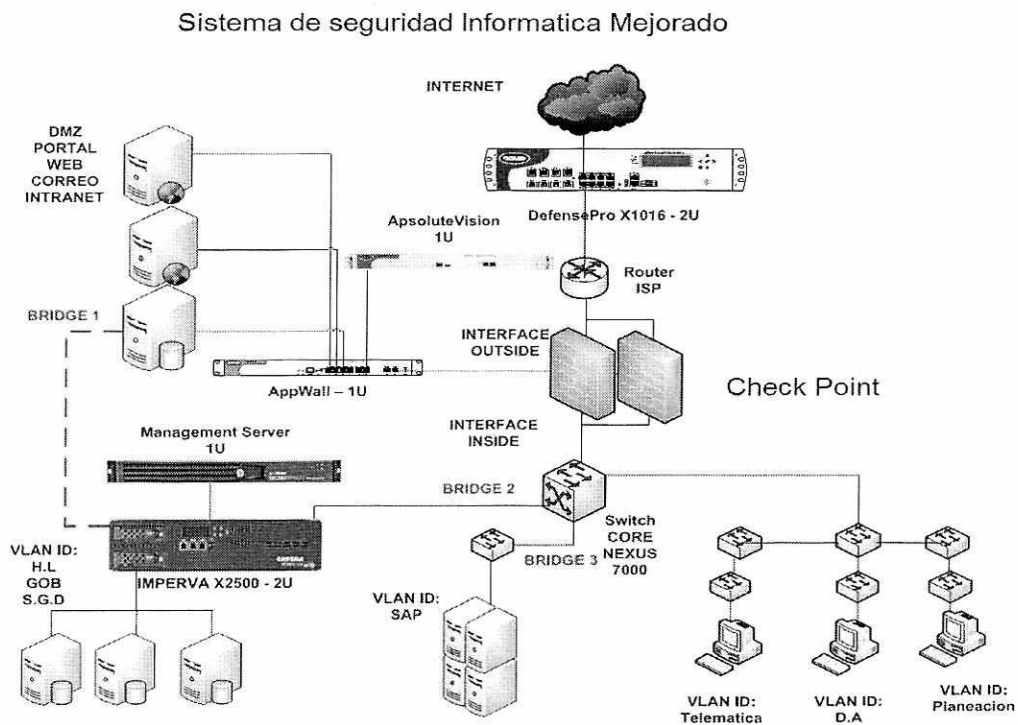 Sistema de seguridad Informatica Mejorado
INTERNET
DMZ
PORTAL
WEB
CORREO
INTRANET
DefensePro X1016 - 2U
ApsoluteVision
1U
Router
ISP
BRIDGE 1
INTERFACE
OUTSIDE
AppWall – 1U
Check Point
INTERFACE
INSIDE
Management Server
1U
BRIDGE 2
Switch
CORE
NEXUS
7000
BRIDGE 3
VLAN ID:
H.L
GOB
S.G.D
IMPERVA X2500 - 2U
VLAN ID:
SAP
VLAN ID:
Telematica
VLAN ID:
D.A
VLAN ID:
Planeacion